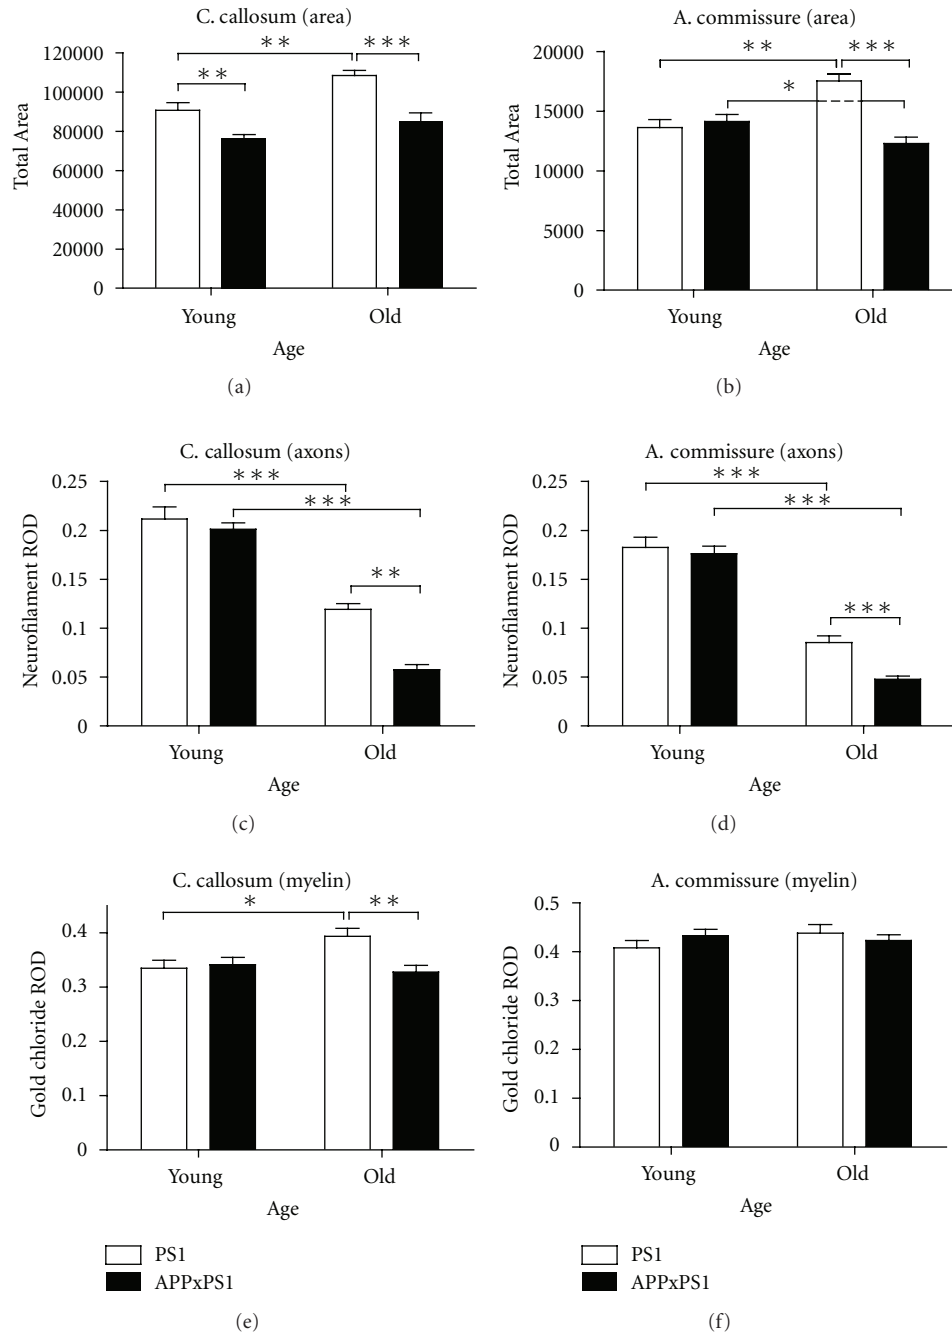 C. callosum (area)
120000
100000
80000
60000
40000
20000
0
Total Area
** ***
**
Young Old
Age
(a)
A. commissure (area)
20000
15000
10000
5000
0
Total Area
** ***
*
Young Old
Age
(b)
C. callosum (axons)
0.25
0.2
0.15
0.1
0.05
0
Neurofilament ROD
***
***
**
Young Old
Age
(c)
A. commissure (axons)
0.25
0.2
0.15
0.1
0.05
0
Neurofilament ROD
***
***
***
Young Old
Age
(d)
C. callosum (myelin)
0.4
0.3
0.2
0.1
0
Gold chloride ROD
* **
Young Old
Age
PS1
APPxPS1
(e)
A. commissure (myelin)
0.5
0.4
0.3
0.2
0.1
0
Gold chloride ROD
Young Old
Age
PS1
APPxPS1
(f)